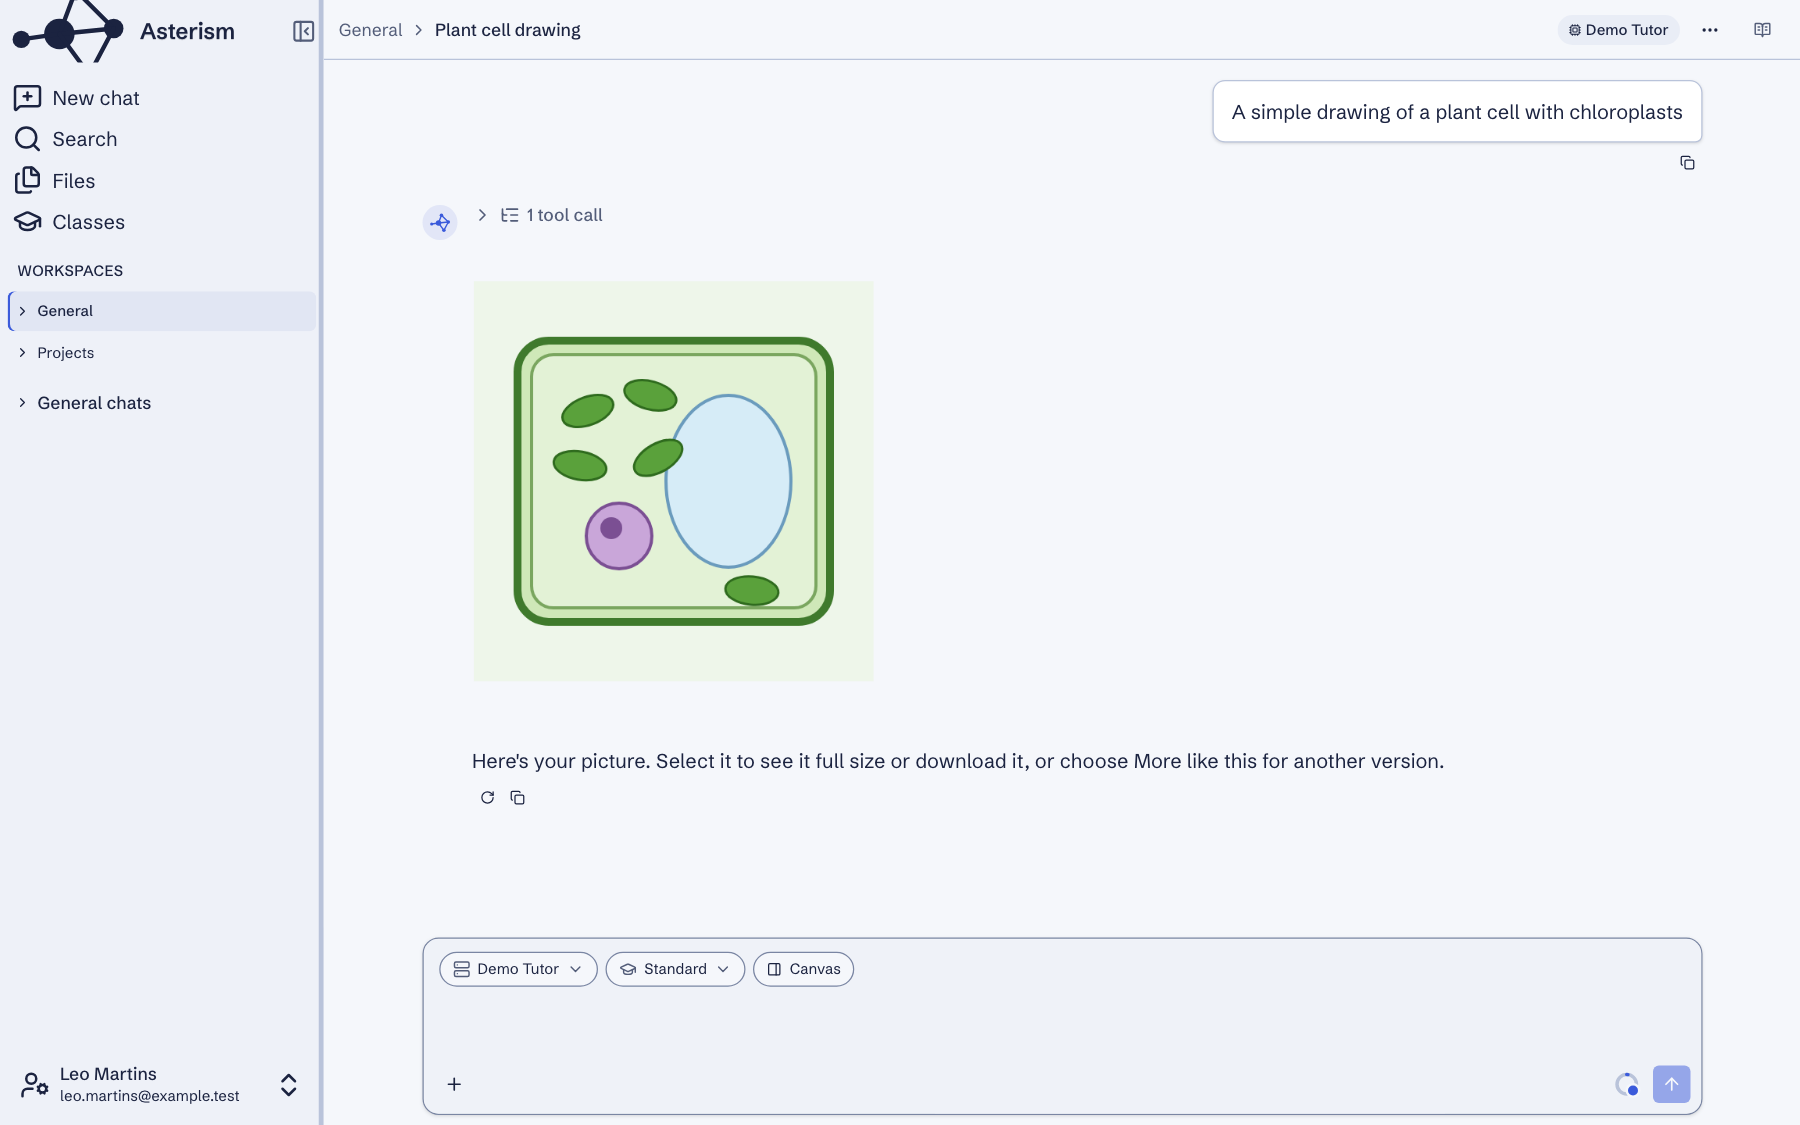 Asterism
New chat
Search
Files
Classes
WORKSPACES
General
Projects
General chats
Leo Martins
leo.martins@example.test
General > Plant cell drawing
Demo Tutor
A simple drawing of a plant cell with chloroplasts
1 tool call
Here's your picture. Select it to see it full size or download it, or choose More like this for another version.
Demo Tutor
Standard
Canvas